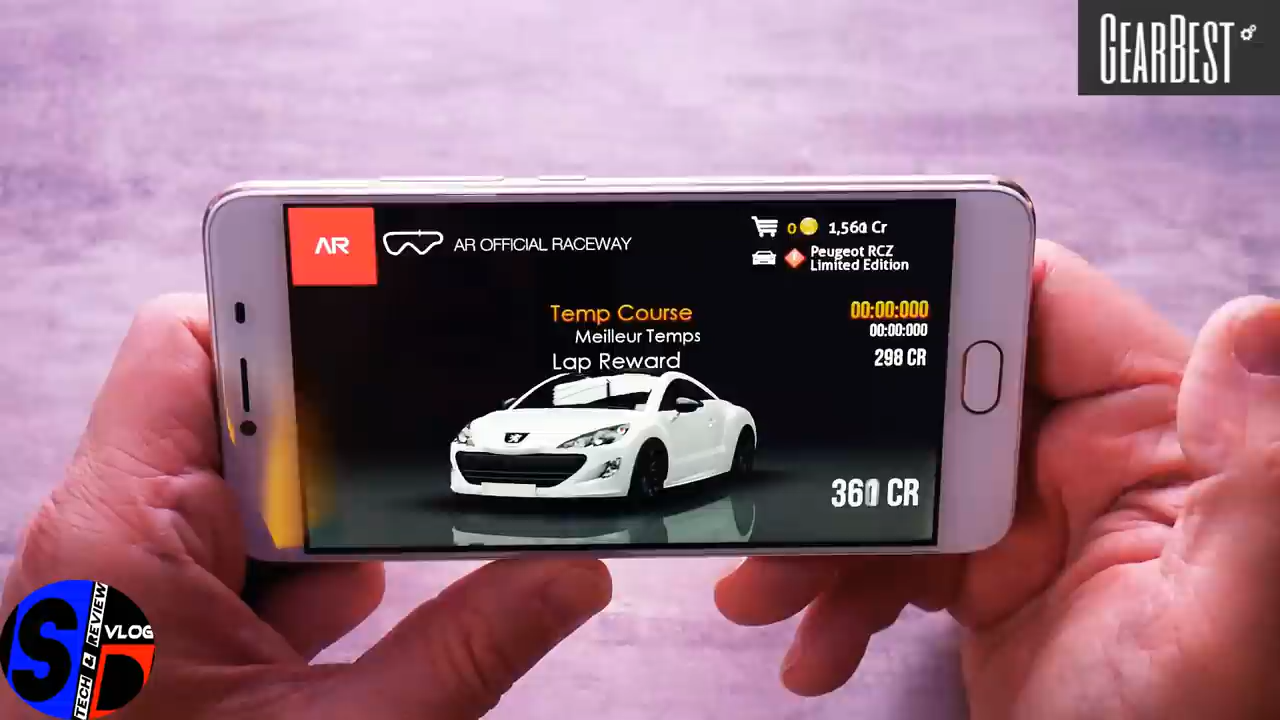 GEARBEST
AR
AR OFFICIAL RACEWAY
0
1,560 Cr
Peugeot RCZ
Limited Edition
Temp Course
00:00:000
Meilleur Temps
00:00:000
Lap Reward
298 CR
360 CR
SD
TECH & REVIEW
VLOG